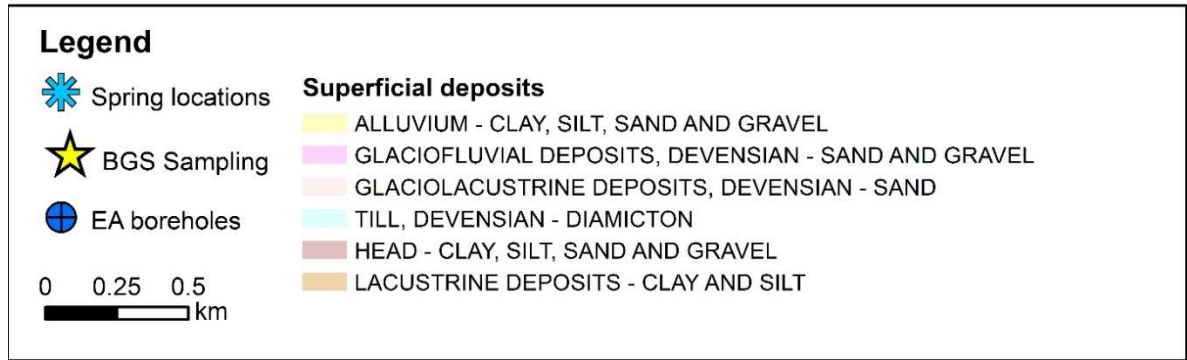 Legend
Spring locations
BGS Sampling
EA boreholes
0 0.25 0.5
km
Superficial deposits
ALLUVIUM - CLAY, SILT, SAND AND GRAVEL
GLACIOFLUVIAL DEPOSITS, DEVENSIAN - SAND AND GRAVEL
GLACIOLACUSTRINE DEPOSITS, DEVENSIAN - SAND
TILL, DEVENSIAN - DIAMICTON
HEAD - CLAY, SILT, SAND AND GRAVEL
LACUSTRINE DEPOSITS - CLAY AND SILT